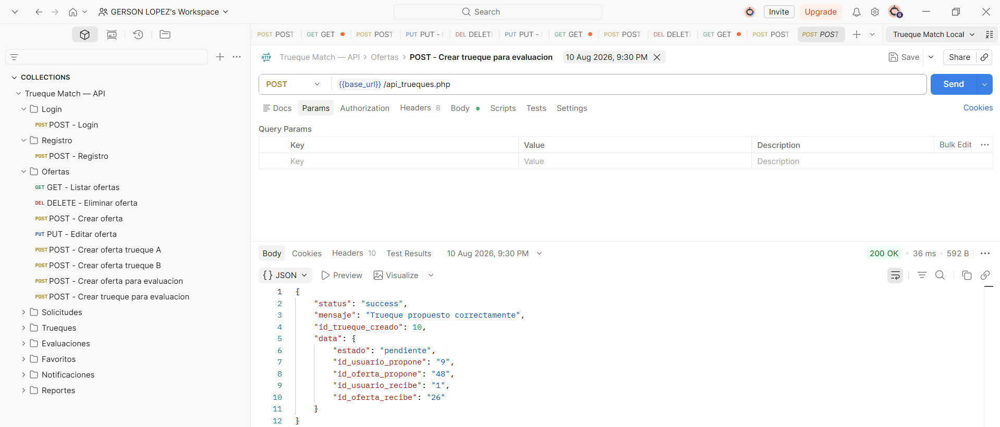 GERSON LOPEZ's Workspace
Search
Invite
Upgrade
POST POST
GET GET
POST POST
PUT PUT -
DEL DELET
PUT PUT -
GET GET
POST POST
DEL DELET
GET GET
POST POST
POST POST
Trueque Match Local
HTTP Trueque Match — API > Ofertas > POST - Crear trueque para evaluacion
10 Aug 2026, 9:30 PM
Save
Share
COLLECTIONS
Trueque Match — API
Login
POST POST - Login
Registro
POST POST - Registro
Ofertas
GET GET - Listar ofertas
DEL DELETE - Eliminar oferta
POST POST - Crear oferta
PUT PUT - Editar oferta
POST POST - Crear oferta trueque A
POST POST - Crear oferta trueque B
POST POST - Crear oferta para evaluacion
POST POST - Crear trueque para evaluacion
Solicitudes
Trueques
Evaluaciones
Favoritos
Notificaciones
Reportes
POST
{{base_url}} /api_trueques.php
Send
Docs Params Authorization Headers 8 Body Scripts Tests Settings
Cookies
Query Params
Key Value Description Bulk Edit
Key Value Description
Body Cookies Headers 10 Test Results 10 Aug 2026, 9:30 PM
200 OK 36 ms 592 B
{} JSON Preview Visualize
1 {
2 "status": "success",
3 "mensaje": "Trueque propuesto correctamente",
4 "id_trueque_creado": 10,
5 "data": {
6 "estado": "pendiente",
7 "id_usuario_propone": "9",
8 "id_oferta_propone": "48",
9 "id_usuario_recibe": "1",
10 "id_oferta_recibe": "26"
11 }
12 }